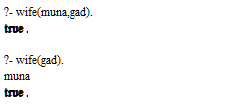 ?- wife(muna,gad).
true .
?- wife(gad).
muna
true .